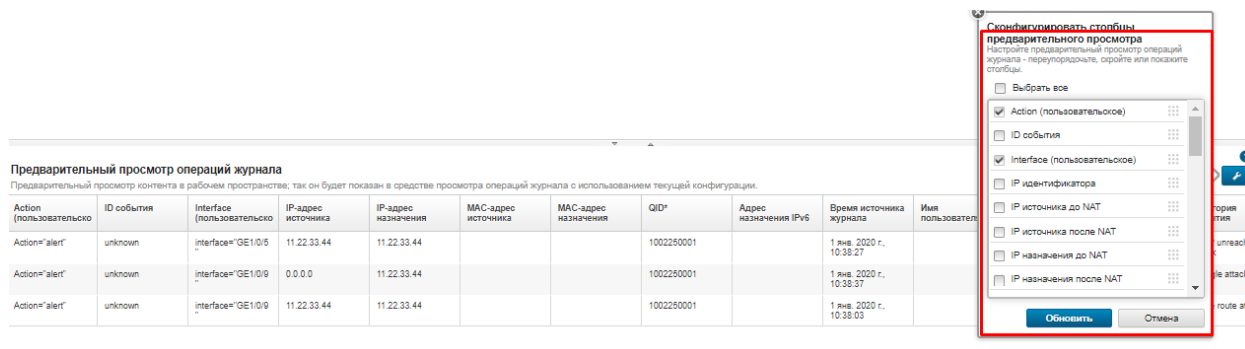 Сконфигурировать столбцы
предварительного просмотра
Настройте предварительный просмотр операций
журнала - переупорядочьте, скройте или покажите
столбцы.
Выбрать все
Action (пользовательское)
ID события
Interface (пользовательское)
IP идентификатора
IP источника до NAT
IP источника после NAT
IP назначения до NAT
IP назначения после NAT
Обновить Отмена
Предварительный просмотр операций журнала
Предварительный просмотр контента в рабочем пространстве; так он будет показан в средстве просмотра операций журнала с использованием текущей конфигурации.
Action ID события Interface IP-адрес IP-адрес MAC-адрес MAC-адрес QID* Адрес Время источника Имя
(пользовательско (пользовательско источника назначения источника назначения назначения IPv6 журнала
Action="alert" unknown interface="GE1/0/5 11.22.33.44 11.22.33.44 1002250001 1 янв. 2020 г.,
" 10:38:27
Action="alert" unknown interface="GE1/0/9 0.0.0.0 11.22.33.44 1002250001 1 янв. 2020 г.,
" 10:38:37
Action="alert" unknown interface="GE1/0/9 11.22.33.44 11.22.33.44 1002250001 1 янв. 2020 г.,
" 10:38:03